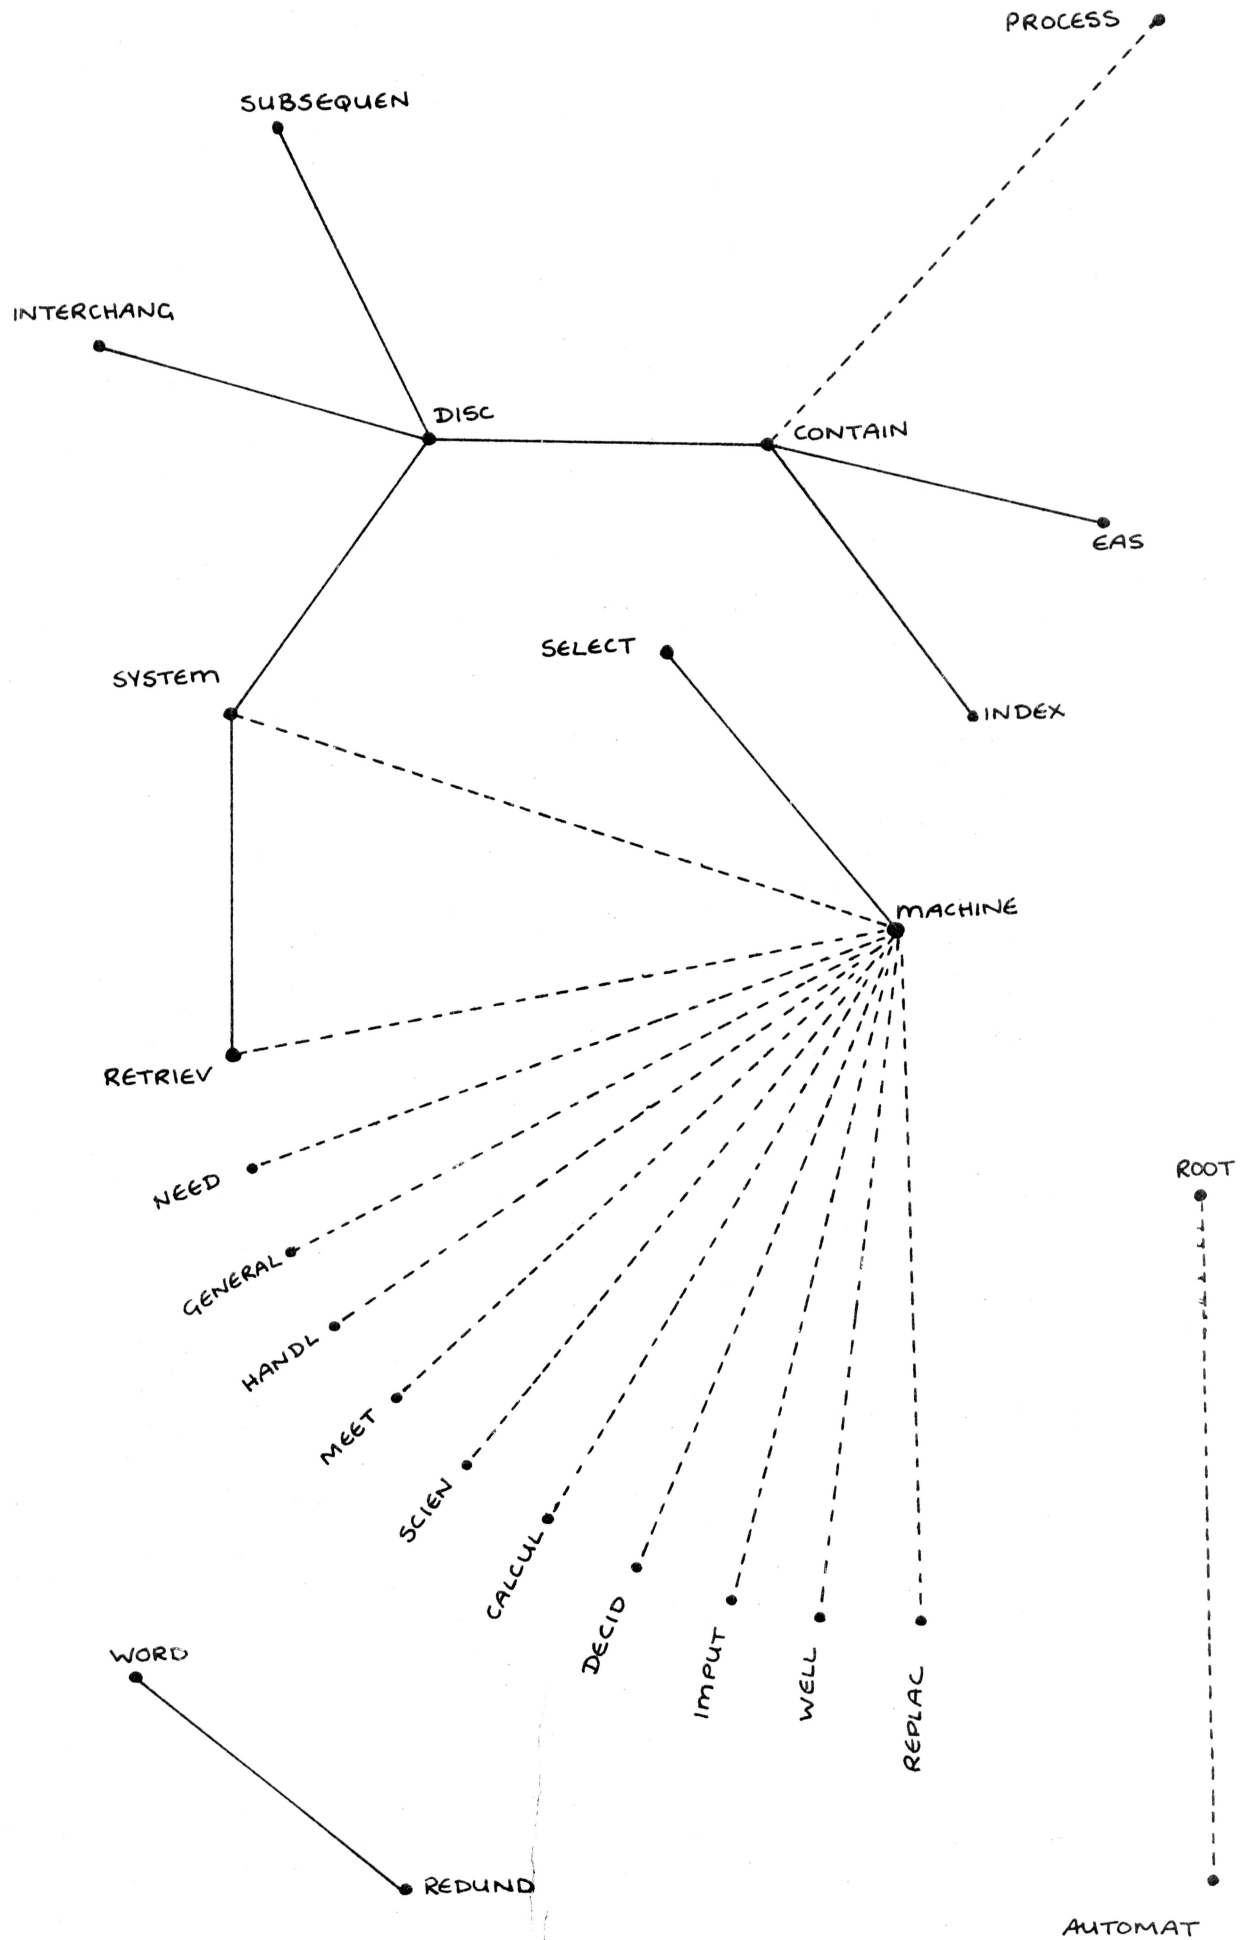 PROCESS
SUBSEQUEN
INTERCHANG
DISC
CONTAIN
EAS
SELECT
SYSTEM
INDEX
MACHINE
RETRIEV
NEED
ROOT
GENERAL
HANDL
MEET
SCIEN
CALCUL
DECID
IMPUT
WELL
REPLAC
WORD
REDUND
AUTOMAT